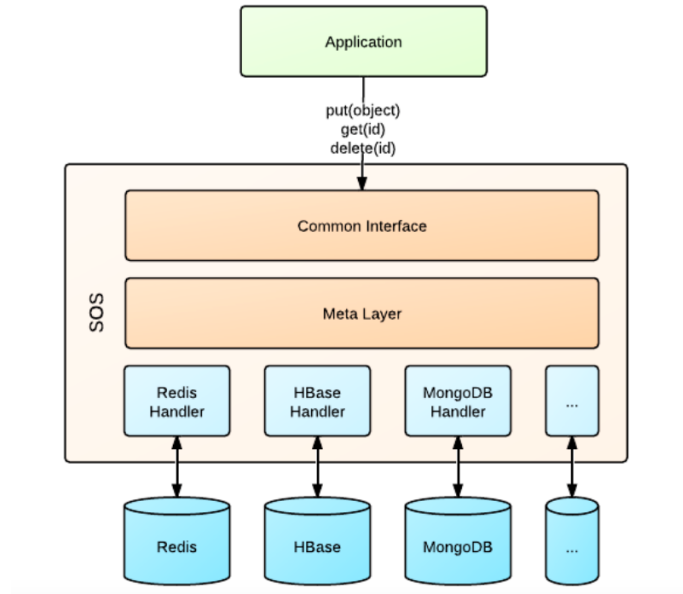 Application
put(object)
get(id)
delete(id)
SOS
Common Interface
Meta Layer
Redis
Handler
HBase
Handler
MongoDB
Handler
...
Redis
HBase
MongoDB
...